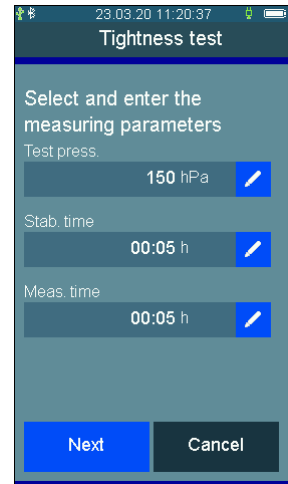 23.03.20 11:20:37
Tightness test
Select and enter the
measuring parameters
Test press.
150 hPa
Stab. time
00:05 h
Meas. time
00:05 h
Next Cancel